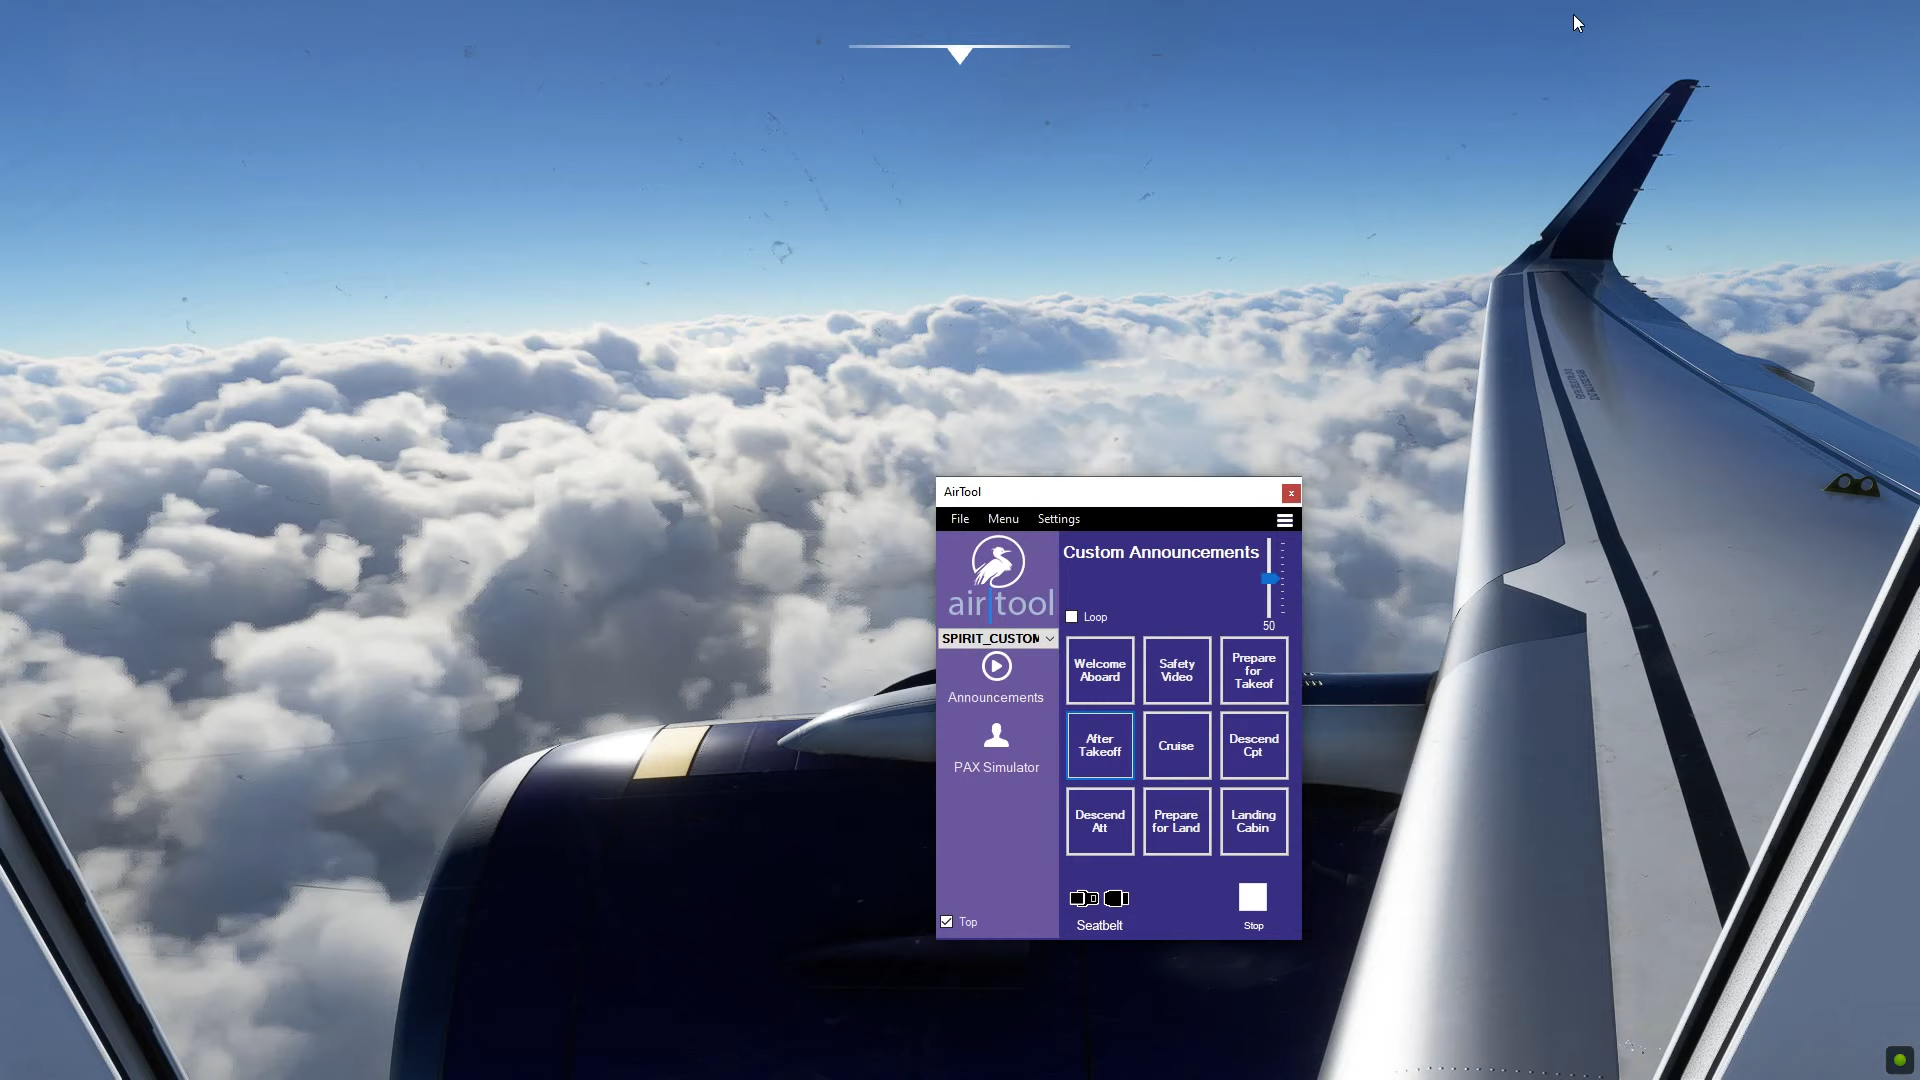 AirTool
x
File Menu Settings
air tool
Custom Announcements
Loop
50
SPIRIT_CUSTOM
Announcements
PAX Simulator
Top
Welcome
Aboard
Safety
Video
Prepare
for
Takeof
After
Takeoff
Cruise
Descend
Cpt
Descend
Att
Prepare
for Land
Landing
Cabin
Seatbelt
Stop